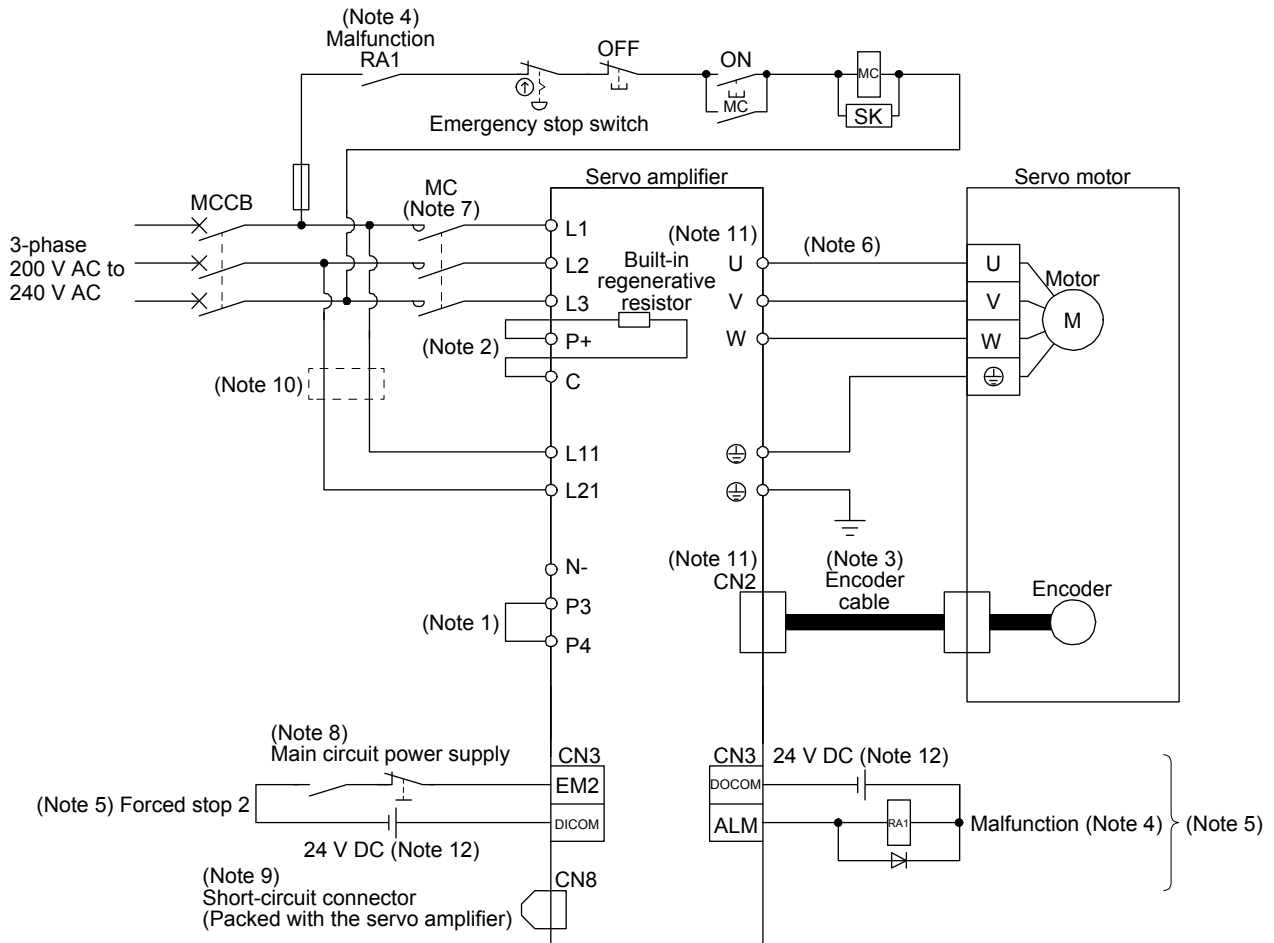 (Note 4)
Malfunction
RA1
OFF
ON
MC
MC
SK
Emergency stop switch
Servo amplifier
Servo motor
MCCB
MC
(Note 7)
3-phase
200 V AC to
240 V AC
L1
L2
L3
P+
C
(Note 11)
Built-in
regenerative
resistor
U
V
W
(Note 6)
U
V
W
Motor
M
(Note 2)
(Note 10)
L11
L21
N-
P3
P4
(Note 1)
(Note 11)
CN2
(Note 3)
Encoder
cable
Encoder
(Note 8)
Main circuit power supply
CN3
EM2
DICOM
(Note 5) Forced stop 2
24 V DC (Note 12)
CN3
DOCOM
ALM
24 V DC (Note 12)
RA1
Malfunction (Note 4)
(Note 5)
(Note 9)
Short-circuit connector
(Packed with the servo amplifier)
CN8